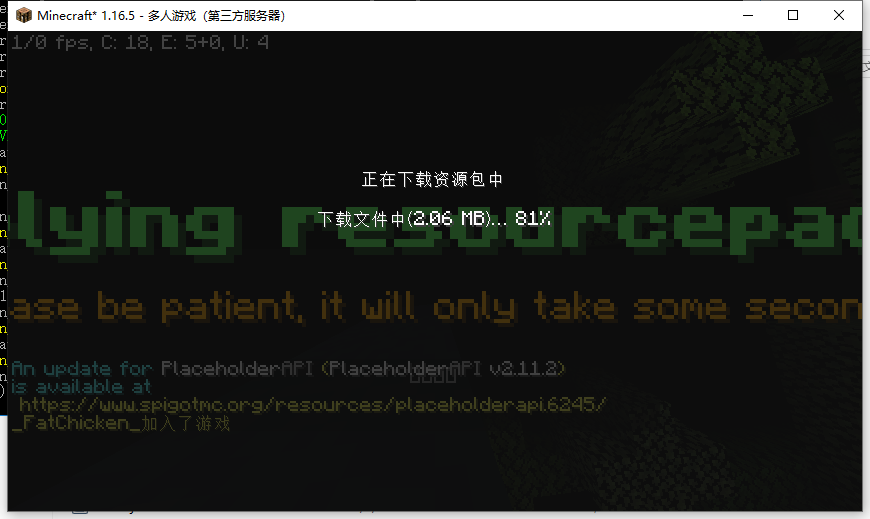 Minecraft* 1.16.5 - 多人游戏（第三方服务器）
1/0 fps, C: 18, E: 5+0, U: 4
正在下载资源包中
下载文件中(2.06 MB)... 81%
lying resourcepac
ase be patient, it will only take some secon
An update for PlaceholderAPI (PlaceholderAPI v2.11.2)
is available at
https://www.spigotmc.org/resources/placeholderapi.6245/
_FatChicken_加入了游戏